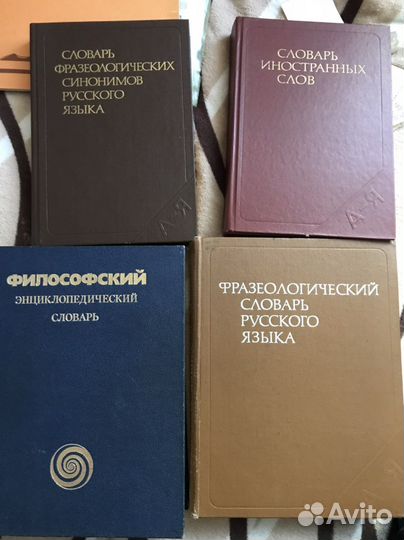 СЛОВАРЬ
ФРАЗЕОЛОГИЧЕСКИХ
СИНОНИМОВ
РУССКОГО
ЯЗЫКА
А-Я
СЛОВАРЬ
ИНОСТРАННЫХ
СЛОВ
А-Я
ФИЛОСОФСКИЙ
ЭНЦИКЛОПЕДИЧЕСКИЙ
СЛОВАРЬ
ФРАЗЕОЛОГИЧЕСКИЙ
СЛОВАРЬ
РУССКОГО
ЯЗЫКА
А-Я
Avito